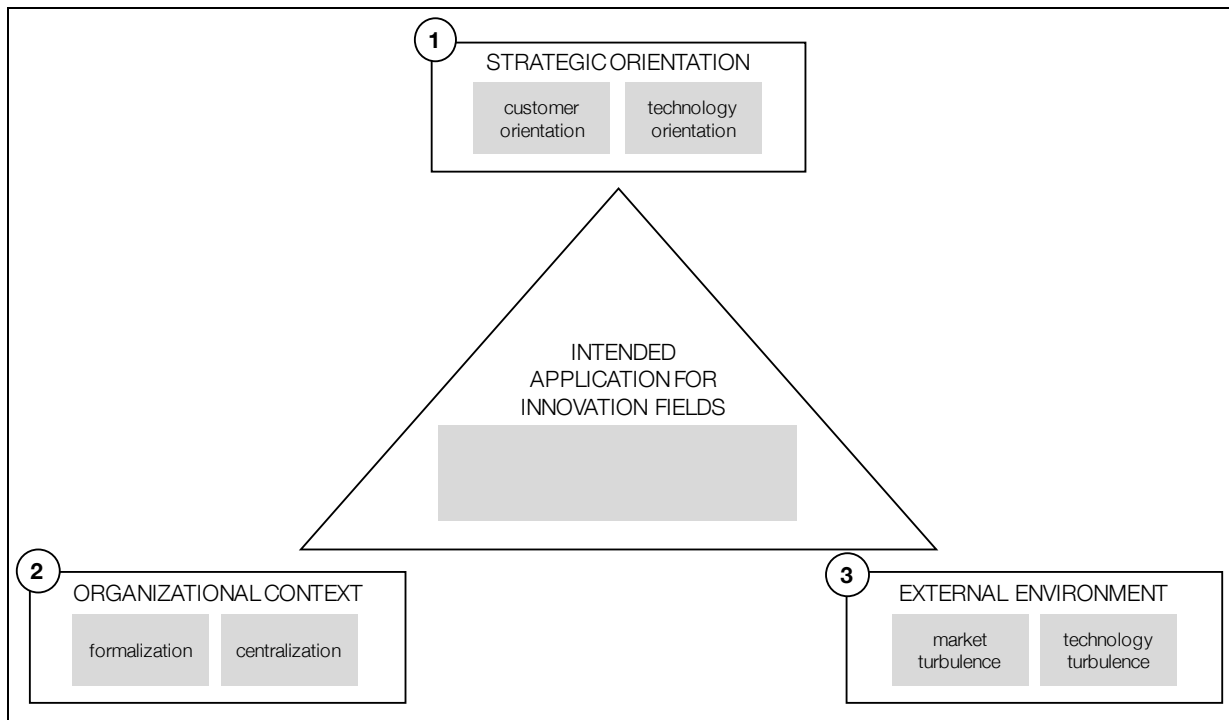 1
STRATEGIC ORIENTATION
customer
orientation
technology
orientation
INTENDED
APPLICATION FOR
INNOVATION FIELDS
2
ORGANIZATIONAL CONTEXT
formalization
centralization
3
EXTERNAL ENVIRONMENT
market
turbulence
technology
turbulence